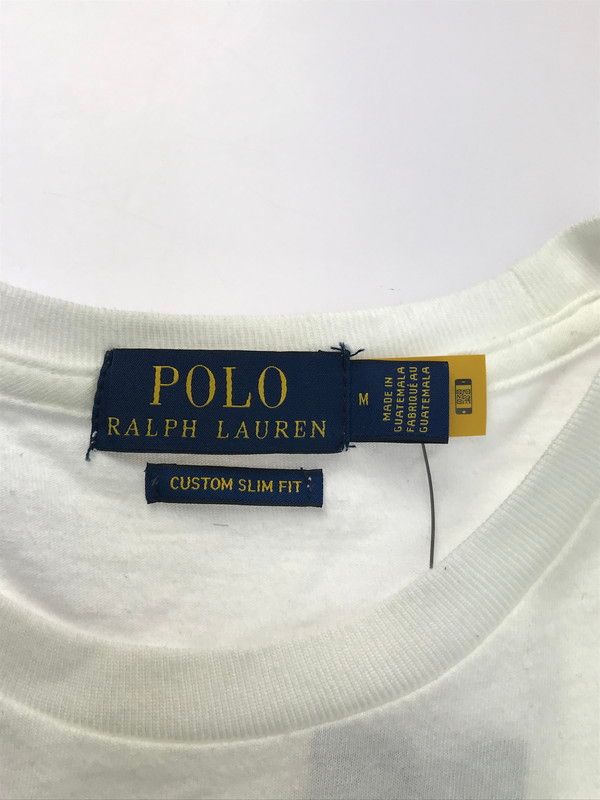 POLO
RALPH LAUREN
M
MADE IN
GUATEMALA
FABRIQUÉ AU
GUATEMALA
CUSTOM SLIM FIT